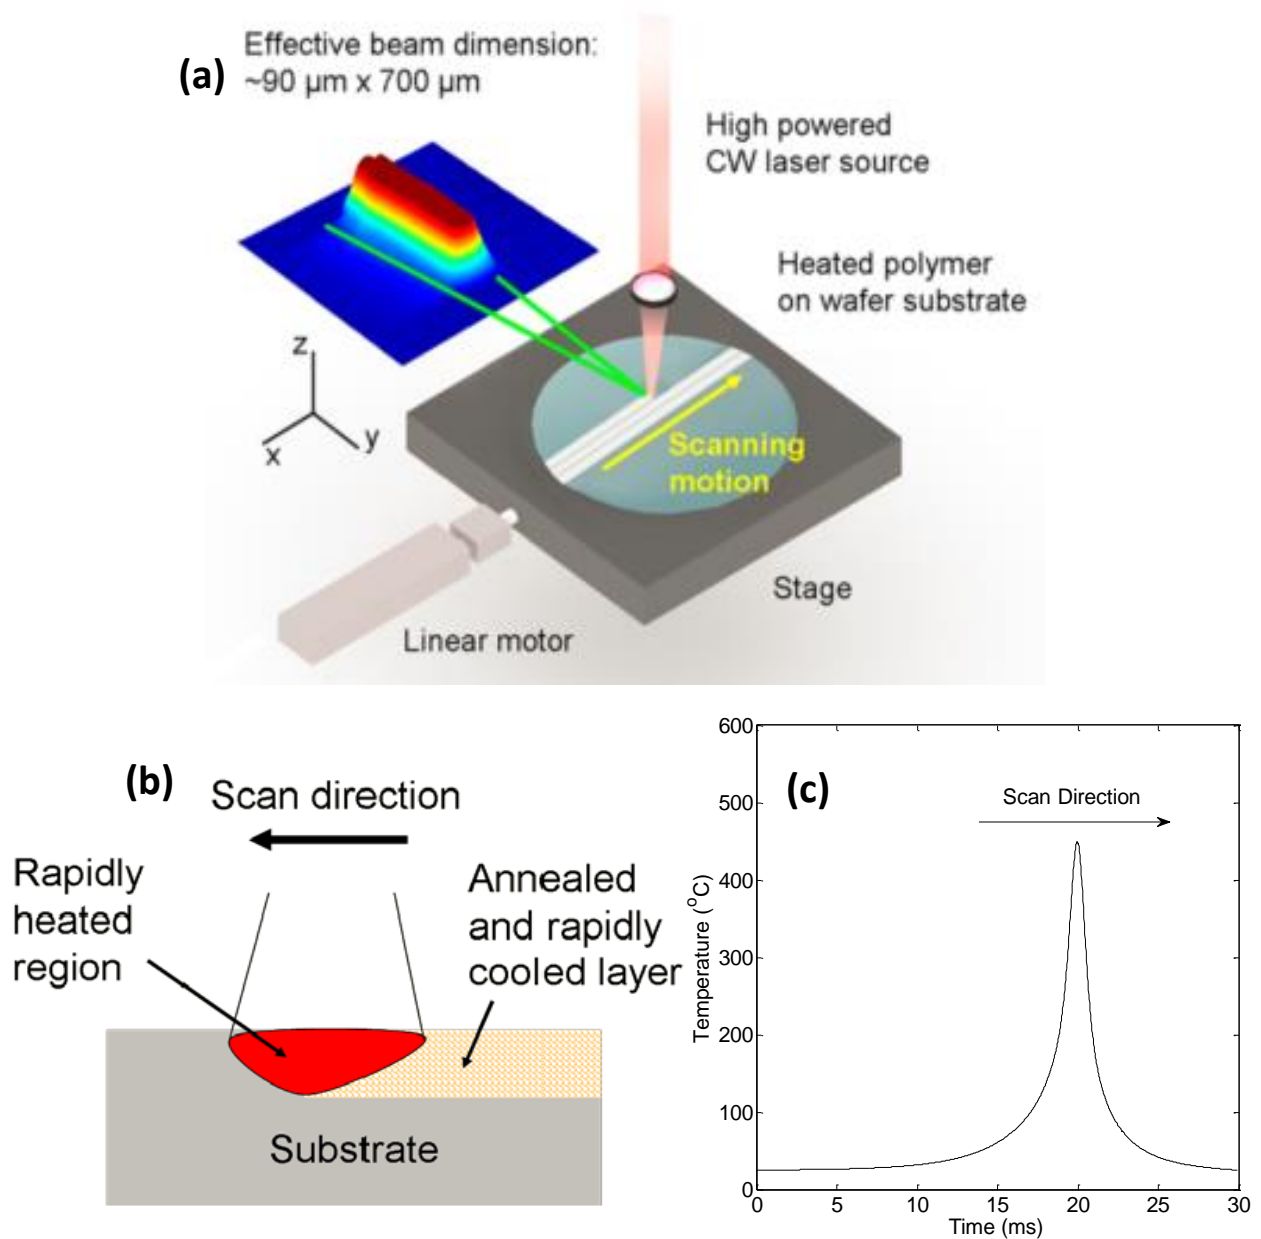 (a)
Effective beam dimension:
~90 µm x 700 µm
High powered
CW laser source
Heated polymer
on wafer substrate
z
y
x
Scanning
motion
Stage
Linear motor
(b)
Scan direction
Rapidly
heated
region
Annealed
and rapidly
cooled layer
Substrate
(c)
Scan Direction
Temperature (°C)
600
500
400
300
200
100
0
0 5 10 15 20 25 30
Time (ms)